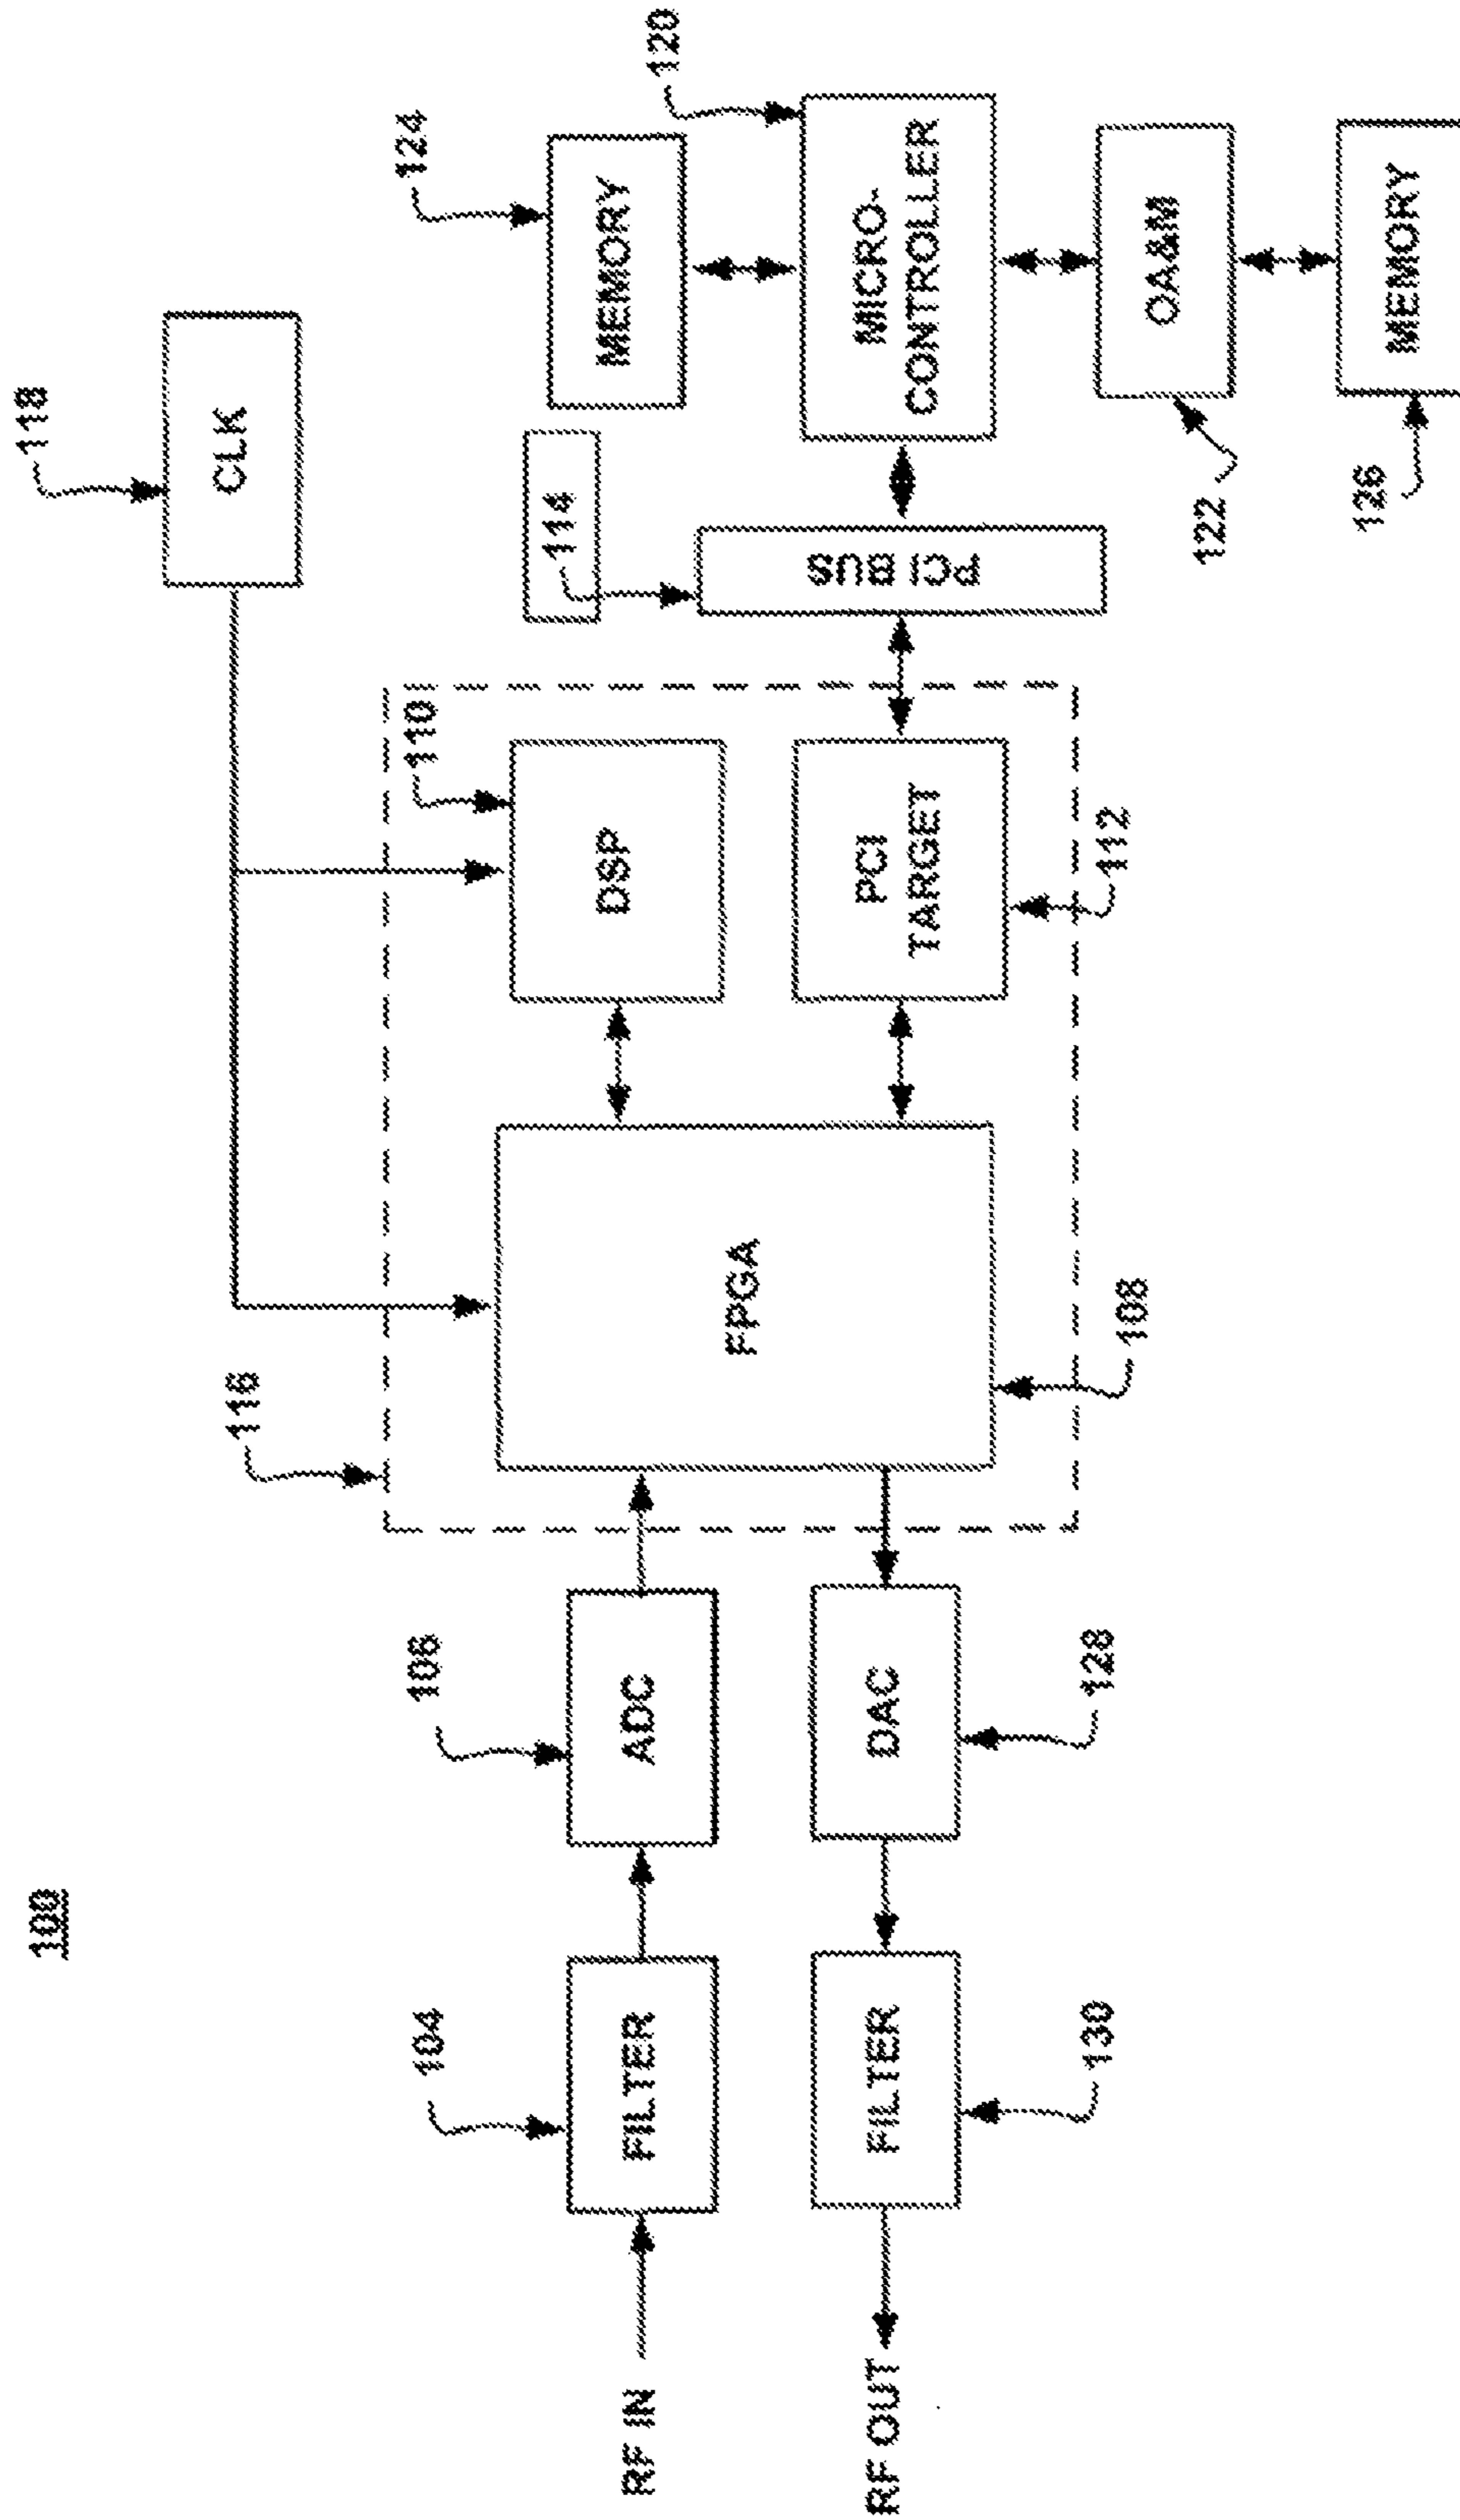 100
118
CLK
124
MEMORY
120
MICRO-
CONTROLLER
114
PCI BUS
OA&M
122
MEMORY
126
116
110
DSP
PCI
TARGET
112
FPGA
108
106
ADC
DAC
128
104
FILTER
FILTER
130
RF IN
RF OUT